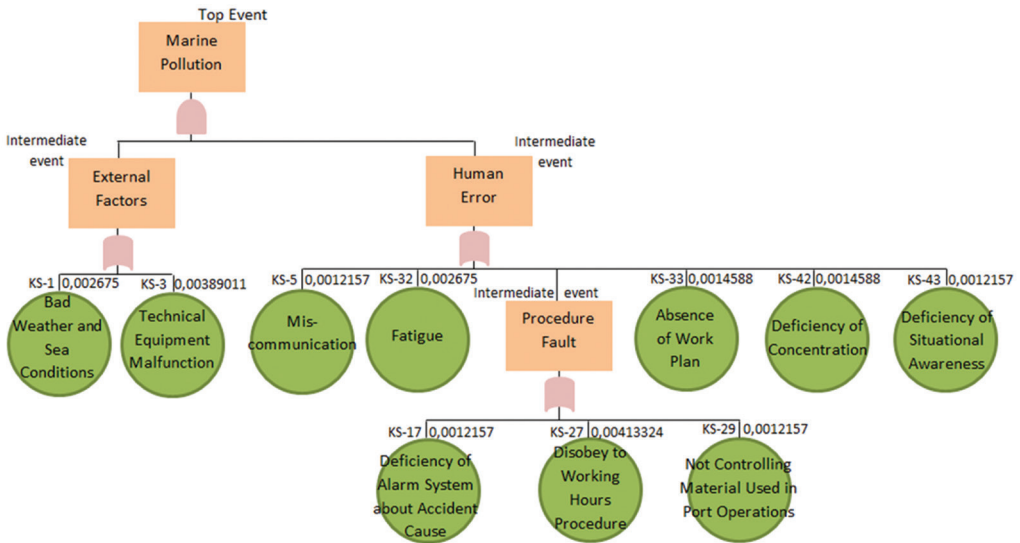 Top Event
Marine
Pollution
Intermediate
event
External
Factors
Human
Error
Intermediate
event
KS-1 0,002675
KS-3 0,00389011
KS-5 0,0012157
KS-32 0,002675
KS-33 0,0014588
KS-42 0,0014588
KS-43 0,0012157
Bad
Weather and
Sea
Conditions
Technical
Equipment
Malfunction
Mis-
communication
Fatigue
Intermediate event
Procedure
Fault
Absence
of Work
Plan
Deficiency of
Concentration
Deficiency of
Situational
Awareness
KS-17 0,0012157
KS-27 0,00413324
KS-29 0,0012157
Deficiency of
Alarm System
about Accident
Cause
Disobey to
Working
Hours
Procedure
Not Controlling
Material Used in
Port Operations